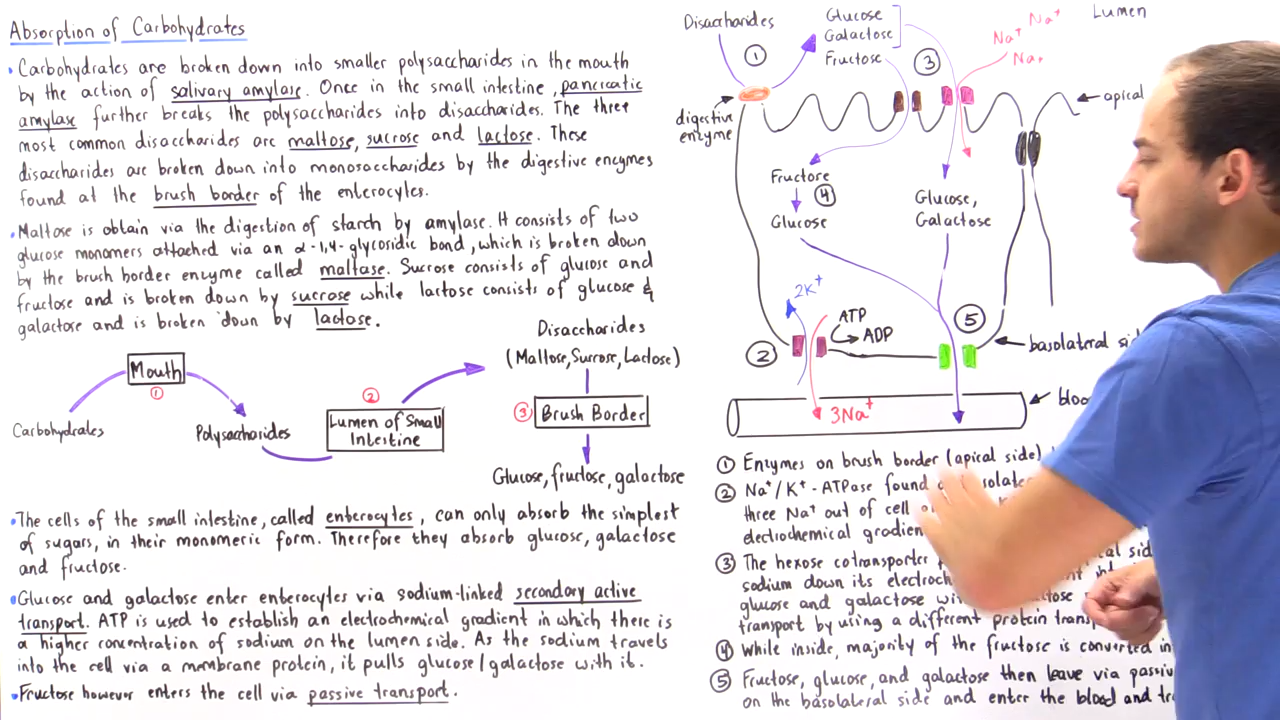 Absorption of Carbohydrates
• Carbohydrates are broken down into smaller polysaccharides in the mouth
by the action of salivary amylase. Once in the small intestine, pancreatic
amylase further breaks the polysaccharides into disaccharides. The three
most common disaccharides are maltose, sucrose and lactose. These
disaccharides are broken down into monosaccharides by the digestive enzymes
found at the brush border of the enterocytes.
• Maltose is obtain via the digestion of starch by amylase. It consists of two
glucose monomers attached via an α-1,4-glycosidic bond, which is broken down
by the brush border enzyme called maltase. Sucrose consists of glucose and
fructose and is broken down by sucrose while lactose consists of glucose &
galactose and is broken down by lactose.
Mouth
①
Carbohydrates
Polysaccharides
②
Lumen of Small
Intestine
Disaccharides
(Maltose, Sucrose, Lactose)
③ Brush Border
Glucose, fructose, galactose
• The cells of the small intestine, called enterocytes, can only absorb the simplest
of sugars, in their monomeric form. Therefore they absorb glucose, galactose
and fructose.
• Glucose and galactose enter enterocytes via sodium-linked secondary active
transport. ATP is used to establish an electrochemical gradient in which there is
a higher concentration of sodium on the lumen side. As the sodium travels
into the cell via a membrane protein, it pulls glucose/galactose with it.
• Fructose however enters the cell via passive transport.
Disaccharides
①
Glucose
Galactose
Fructose
③
Na⁺
Na⁺
Na⁺
Lumen
digestive
enzyme
apical
Fructose
④
Glucose
Glucose,
Galactose
2K⁺
ATP
ADP
②
⑤
basolateral
3Na⁺
① Enzymes on brush border (apical side)
② Na⁺/K⁺-ATPase found
three Na⁺ out of cell
electrochemical
③ The hexose cotransporter
sodium down its
glucose and galactose
transport by using a different protein
④ While inside, majority of the fructose is converted
⑤ Fructose, glucose, and galactose then leave via
on the basolateral side and enter the blood and